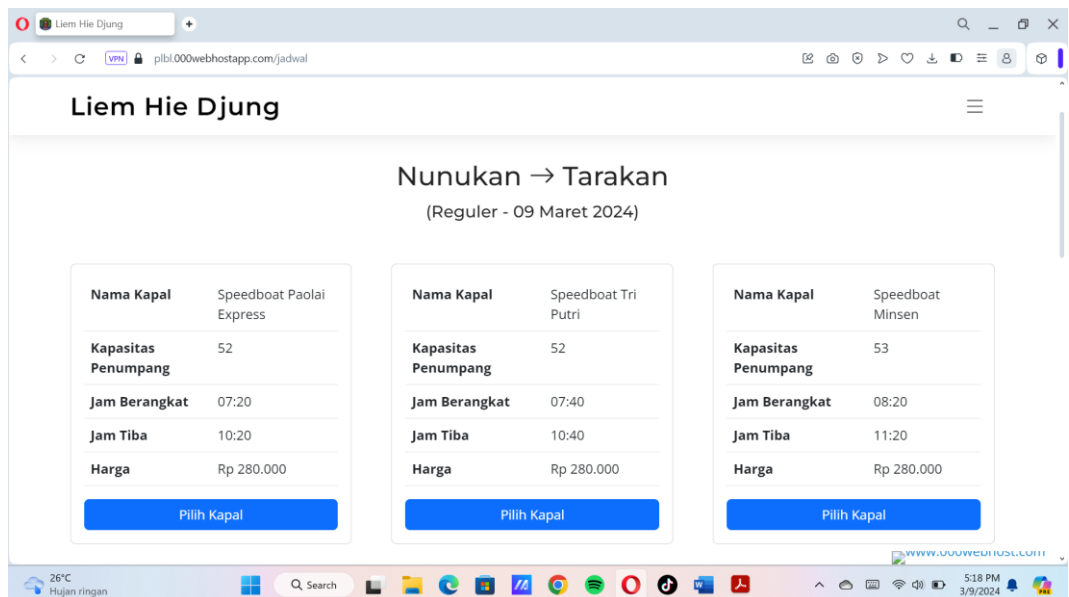 Liem Hie Djung
VPN plbl.000webhostapp.com/jadwal
Liem Hie Djung
Nunukan → Tarakan
(Reguler - 09 Maret 2024)
Nama Kapal Speedboat Paolai
Express
Kapasitas 52
Penumpang
Jam Berangkat 07:20
Jam Tiba 10:20
Harga Rp 280.000
Pilih Kapal
Nama Kapal Speedboat Tri
Putri
Kapasitas 52
Penumpang
Jam Berangkat 07:40
Jam Tiba 10:40
Harga Rp 280.000
Pilih Kapal
Nama Kapal Speedboat
Minsen
Kapasitas 53
Penumpang
Jam Berangkat 08:20
Jam Tiba 11:20
Harga Rp 280.000
Pilih Kapal
www.000webhost.com
26°C
Hujan ringan
Search
5:18 PM
3/9/2024